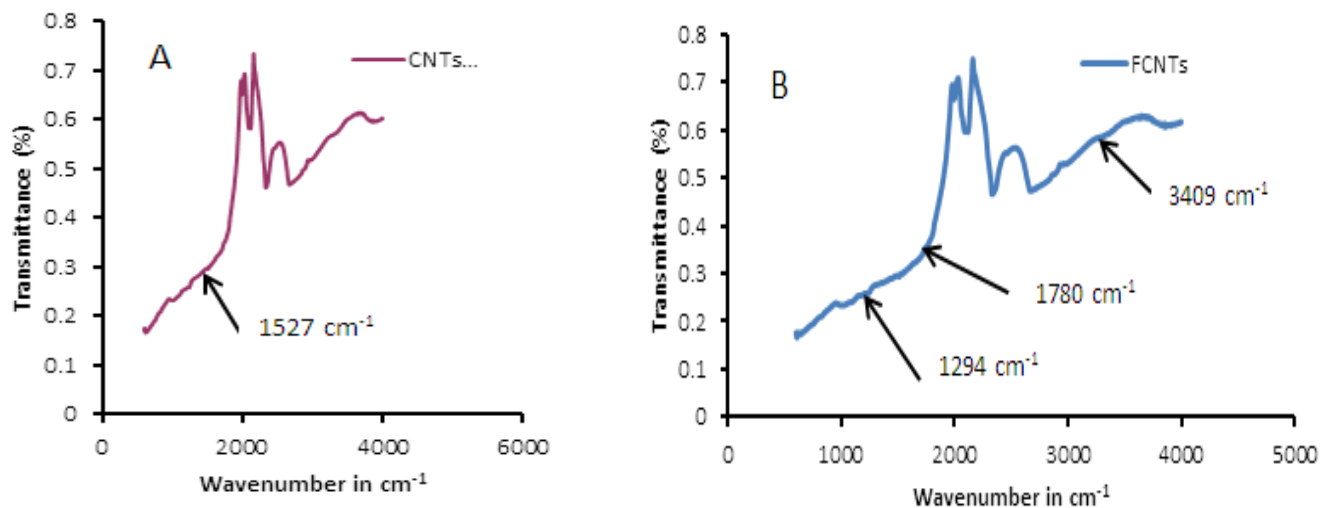 A
CNTs...
Transmittance (%)
0.8
0.7
0.6
0.5
0.4
0.3
0.2
0.1
0
1527 cm-1
0 2000 4000 6000
Wavenumber in cm-1
B
FCNTs
Transmittance (%)
0.8
0.7
0.6
0.5
0.4
0.3
0.2
0.1
0
3409 cm-1
1780 cm-1
1294 cm-1
0 1000 2000 3000 4000 5000
Wavenumber in cm-1